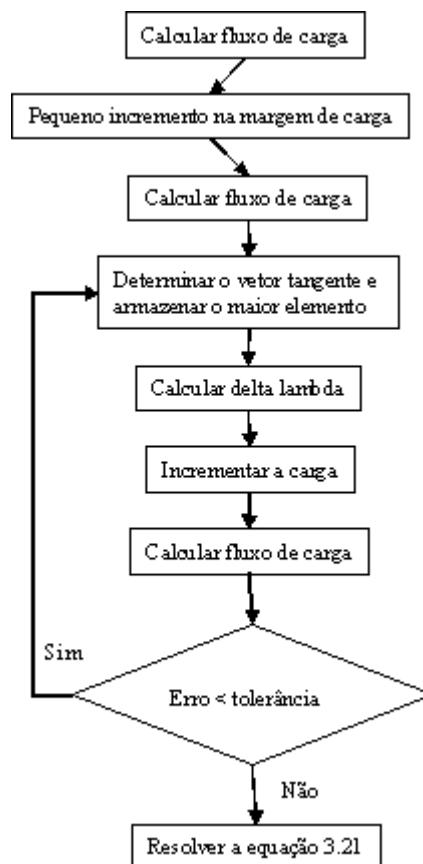 Calcular fluxo de carga
Pequeno incremento na margem de carga
Calcular fluxo de carga
Determinar o vetor tangente e
armazenar o maior elemento
Calcular delta lambda
Incrementar a carga
Calcular fluxo de carga
Sim
Erro < tolerância
Não
Resolver a equação 3.21